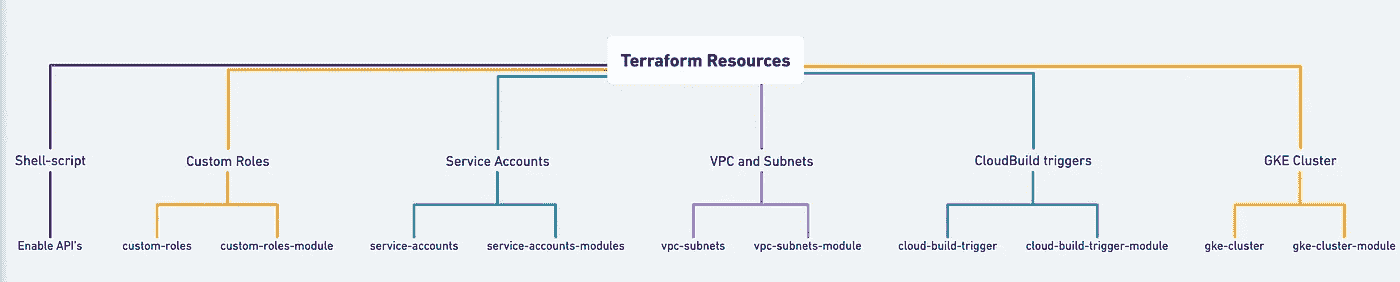 Terraform Resources
Shell-script
Custom Roles
Service Accounts
VPC and Subnets
CloudBuild triggers
GKE Cluster
Enable API's
custom-roles
custom-roles-module
service-accounts
service-accounts-modules
vpc-subnets
vpc-subnets-module
cloud-build-trigger
cloud-build-trigger-module
gke-cluster
gke-cluster-module